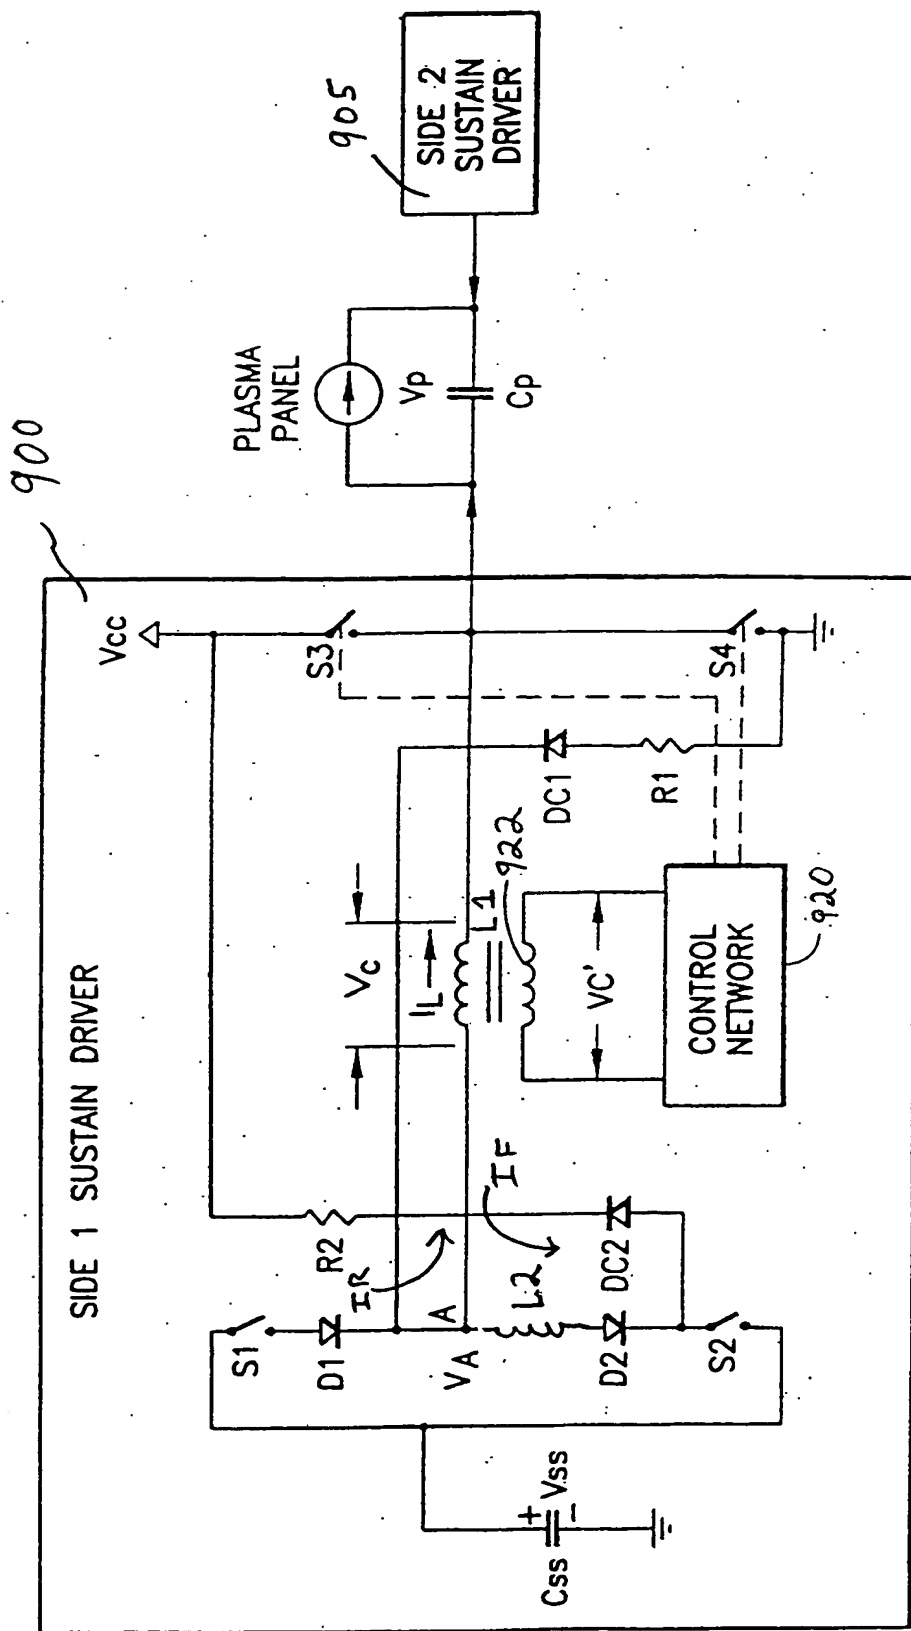 900
SIDE 1 SUSTAIN DRIVER
Vcc
S3
S4
PLASMA
PANEL
Vp
Cp
905
SIDE 2
SUSTAIN
DRIVER
S1
D1
R2
IR
A
VA
L2
IF
DC2
D2
S2
Css
+
Vss
−
Vc
IL
L1
922
VC'
CONTROL
NETWORK
920
DC1
R1